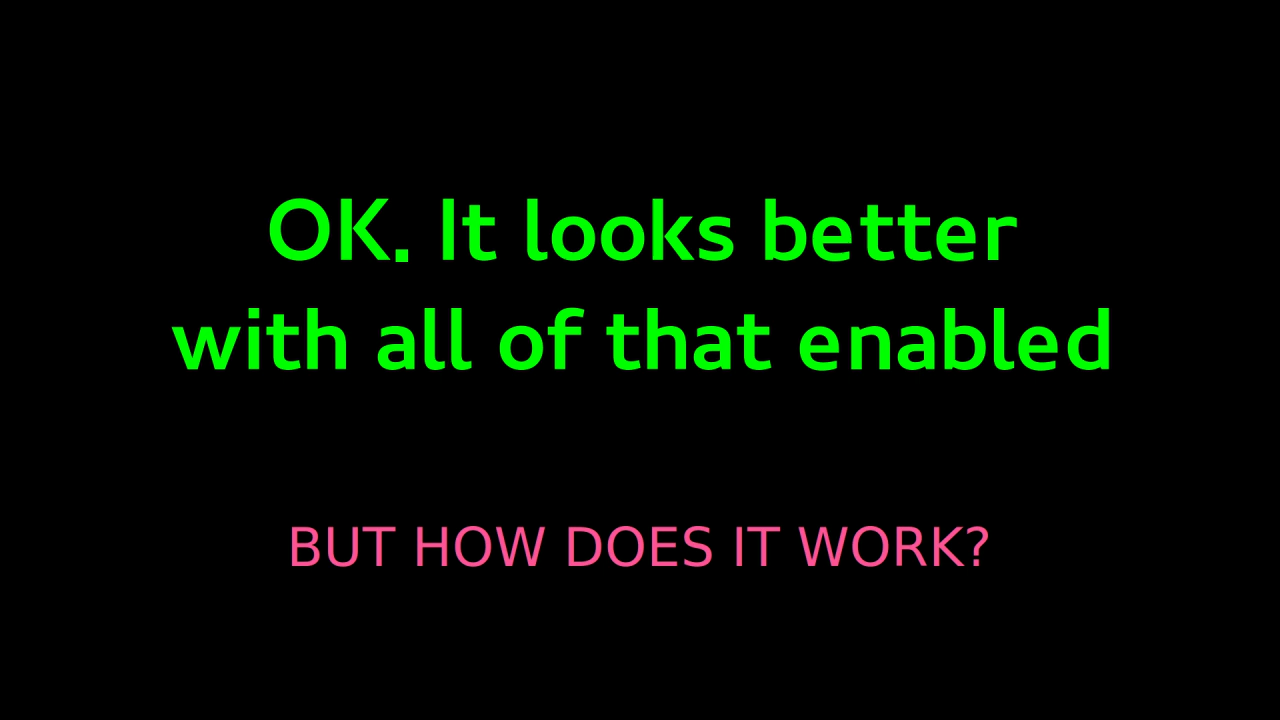 OK. It looks better
with all of that enabled
BUT HOW DOES IT WORK?